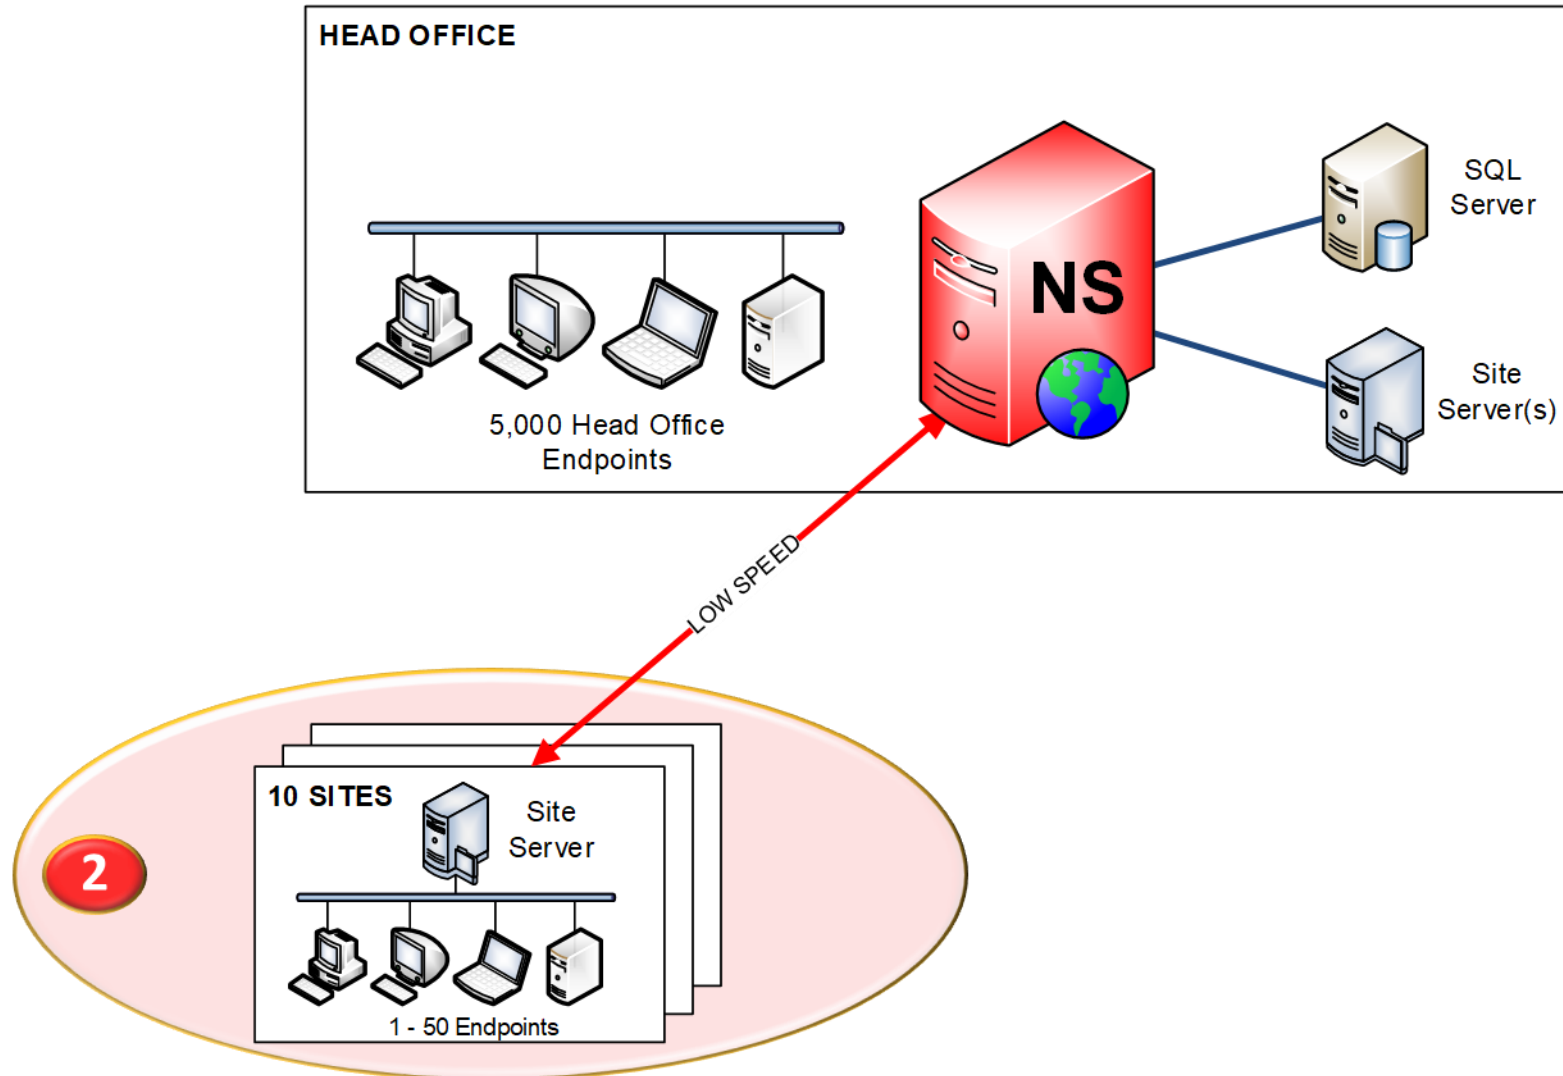 HEAD OFFICE
SQL
Server
NS
Site
Server(s)
5,000 Head Office
Endpoints
LOW SPEED
10 SITES
Site
Server
2
1 - 50 Endpoints